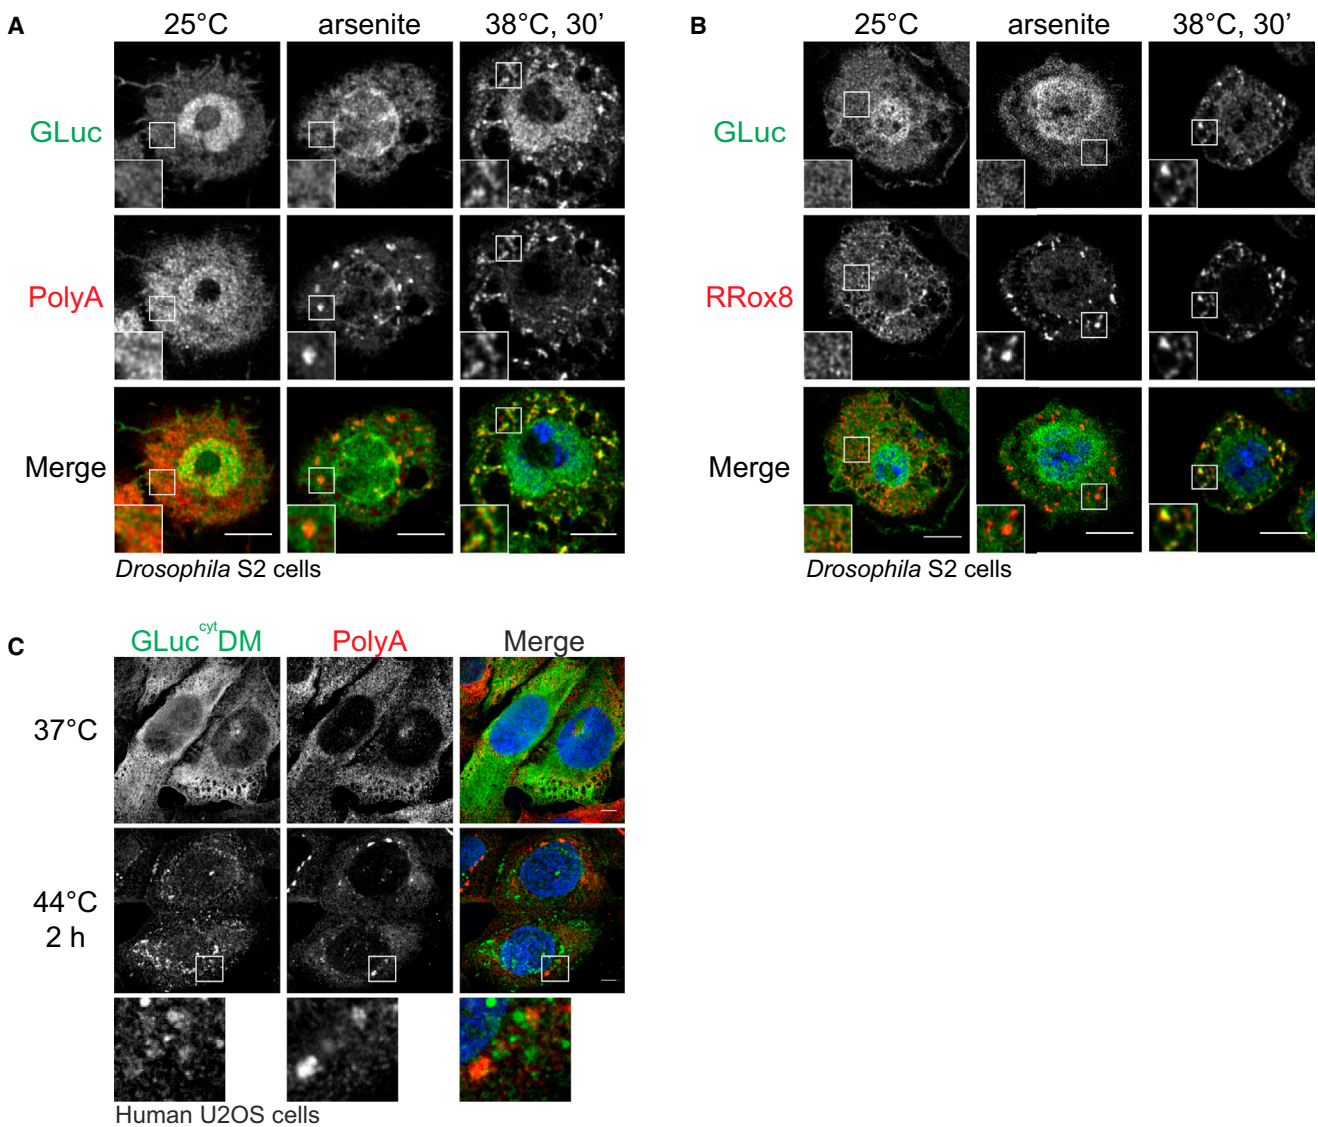 A
25°C
arsenite
38°C, 30’
GLuc
PolyA
Merge
Drosophila S2 cells
B
25°C
arsenite
38°C, 30’
GLuc
RRox8
Merge
Drosophila S2 cells
C
GLuc^cyt DM
PolyA
Merge
37°C
44°C
2 h
Human U2OS cells